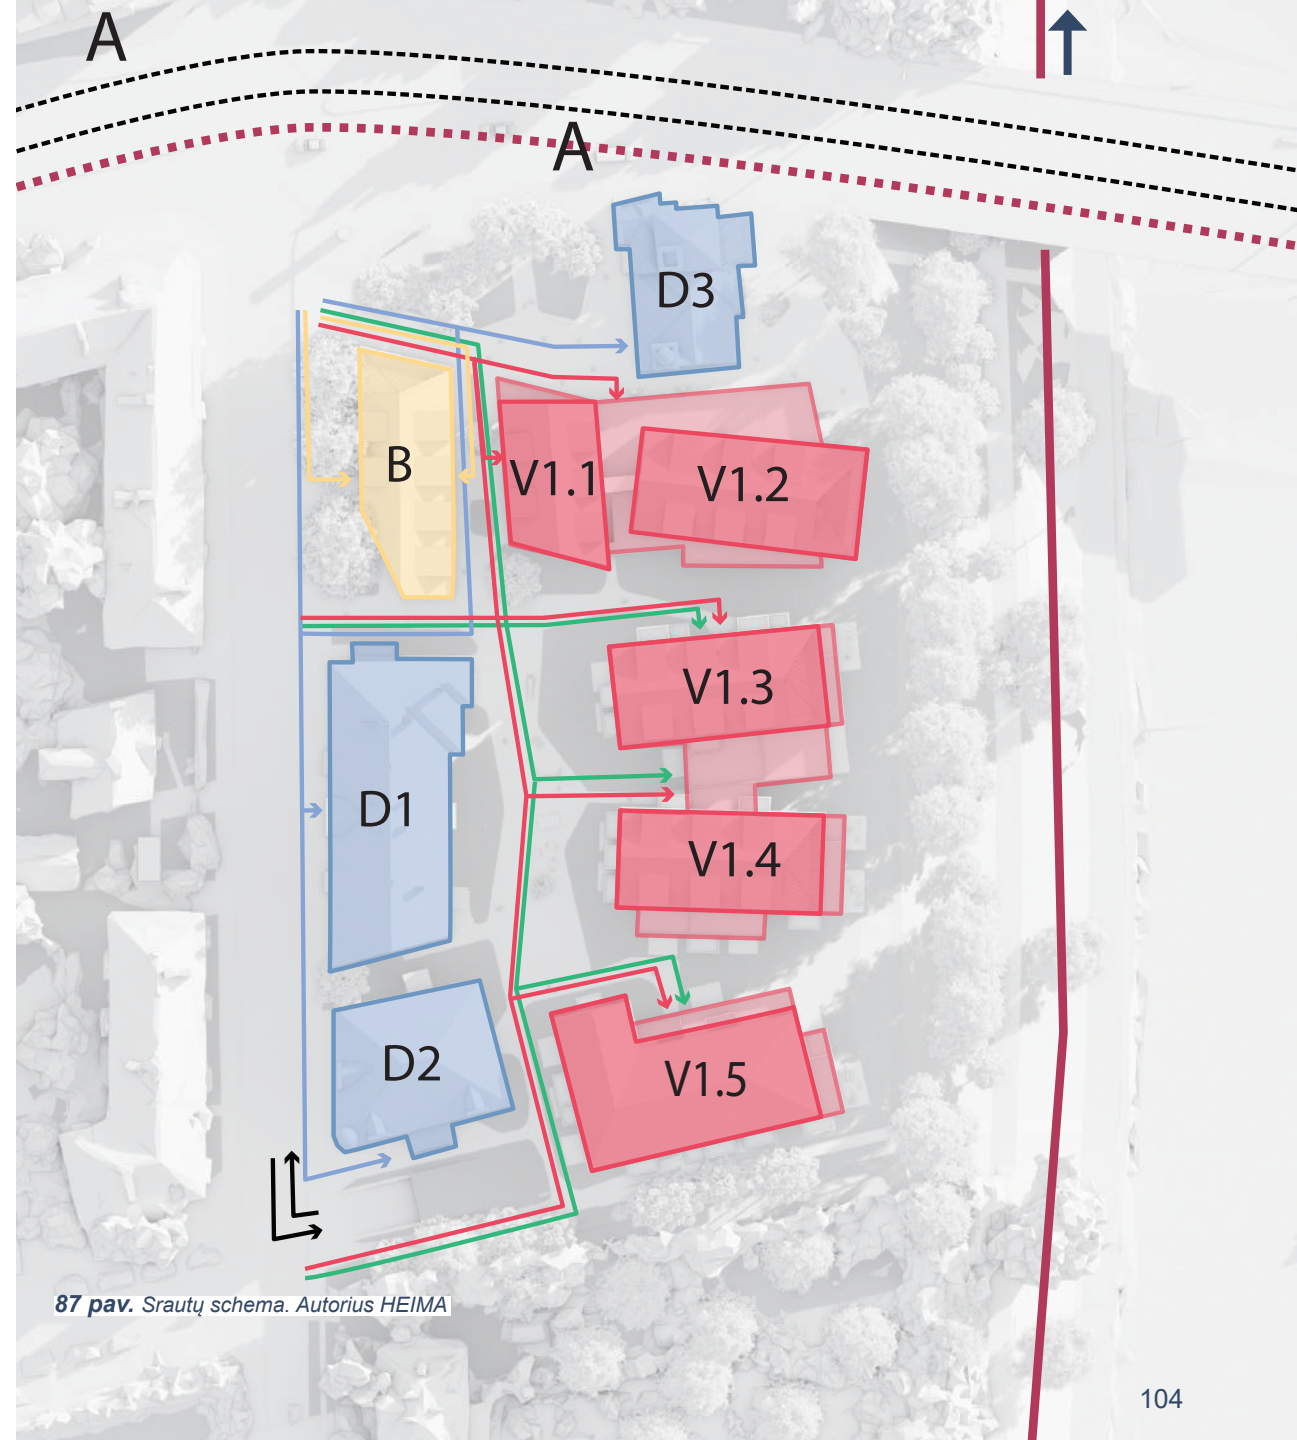 A
A
D3
B
V1.1
V1.2
V1.3
D1
V1.4
D2
V1.5
87 pav. Srautų schema. Autorius HEIMA
104